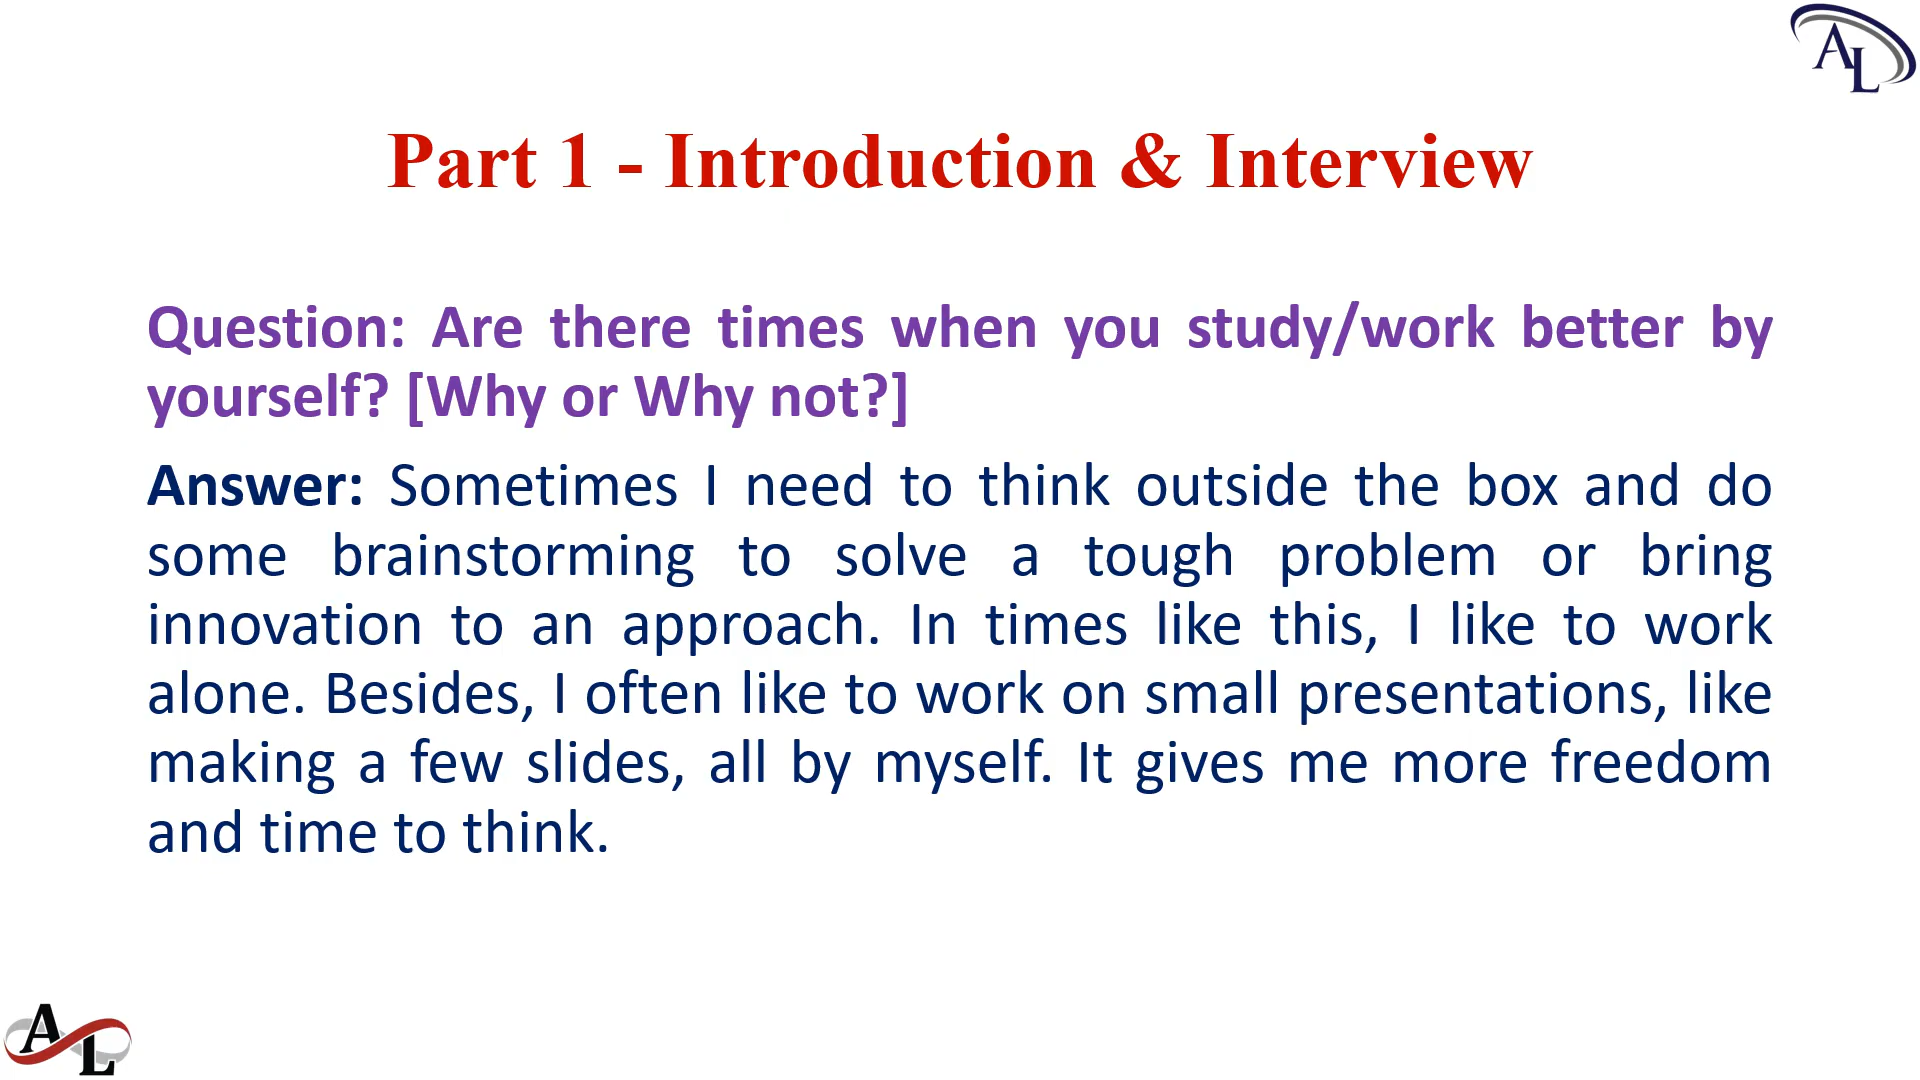 AL
Part 1 - Introduction & Interview
Question: Are there times when you study/work better by
yourself? [Why or Why not?]
Answer: Sometimes I need to think outside the box and do
some brainstorming to solve a tough problem or bring
innovation to an approach. In times like this, I like to work
alone. Besides, I often like to work on small presentations, like
making a few slides, all by myself. It gives me more freedom
and time to think.
AL